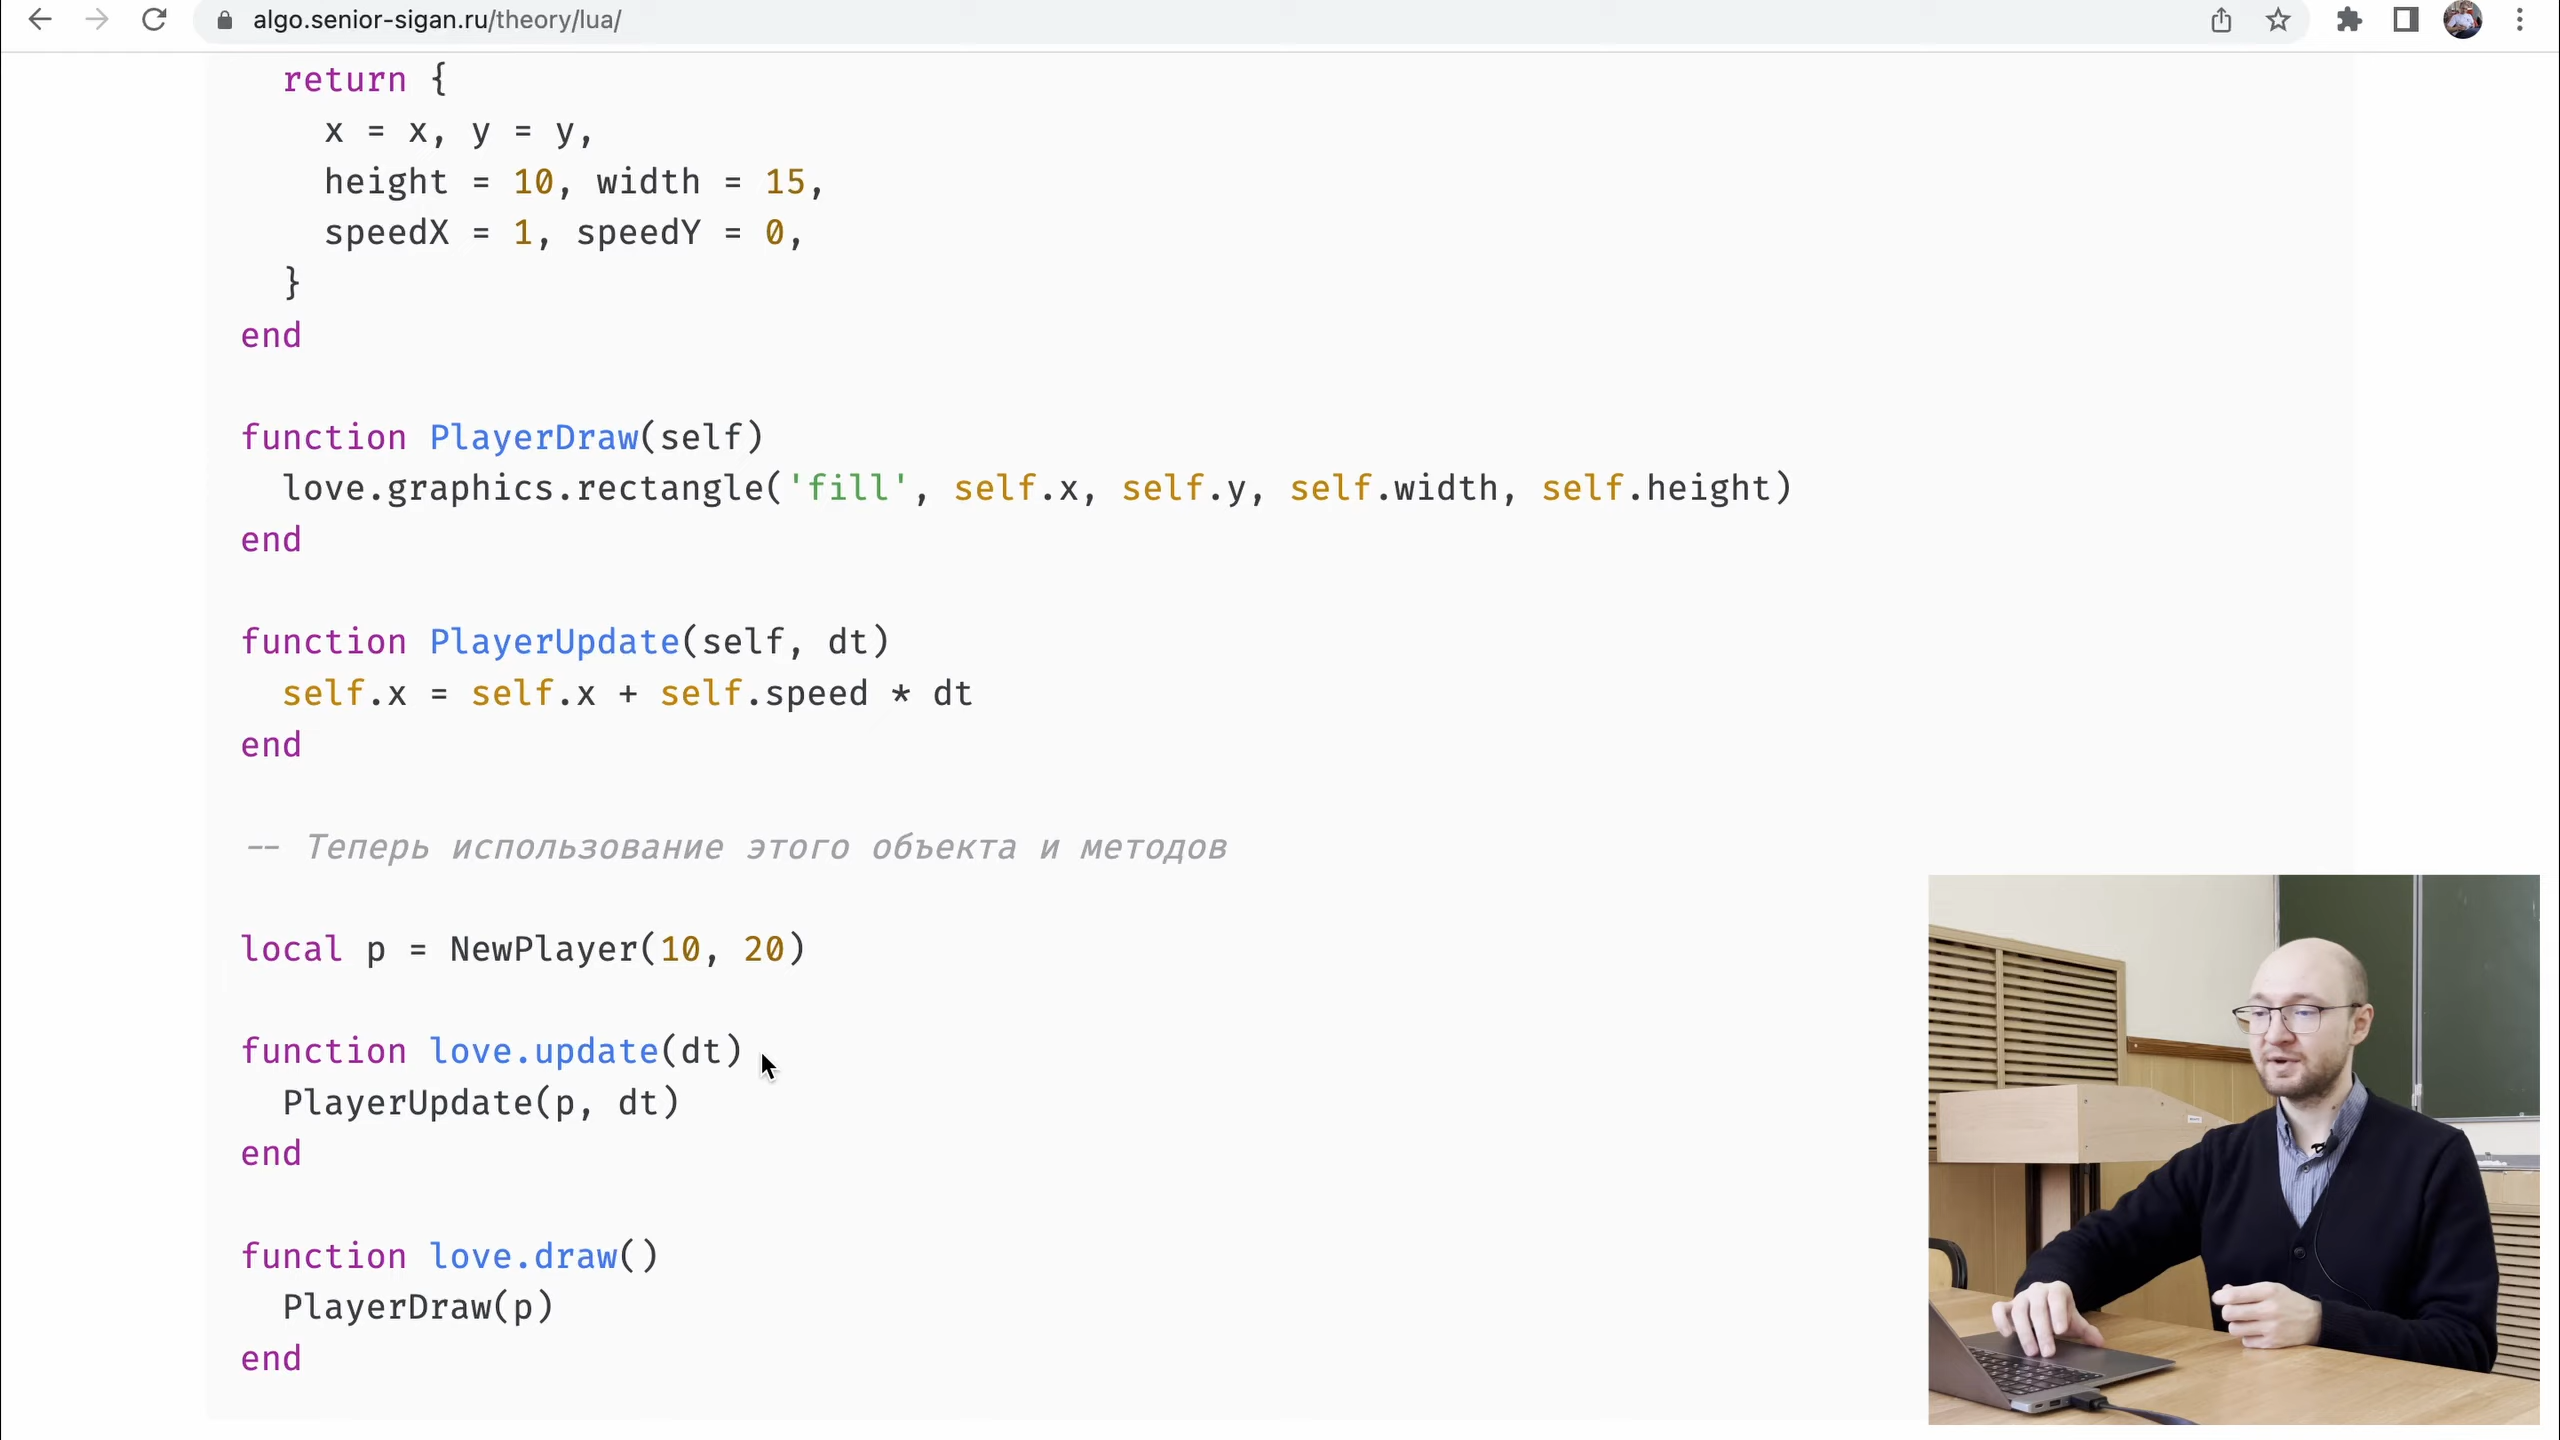 algo.senior-sigan.ru/theory/lua/
return {
x = x, y = y,
height = 10, width = 15,
speedX = 1, speedY = 0,
}
end
function PlayerDraw(self)
love.graphics.rectangle('fill', self.x, self.y, self.width, self.height)
end
function PlayerUpdate(self, dt)
self.x = self.x + self.speed * dt
end
-- Теперь использование этого объекта и методов
local p = NewPlayer(10, 20)
function love.update(dt)
PlayerUpdate(p, dt)
end
function love.draw()
PlayerDraw(p)
end